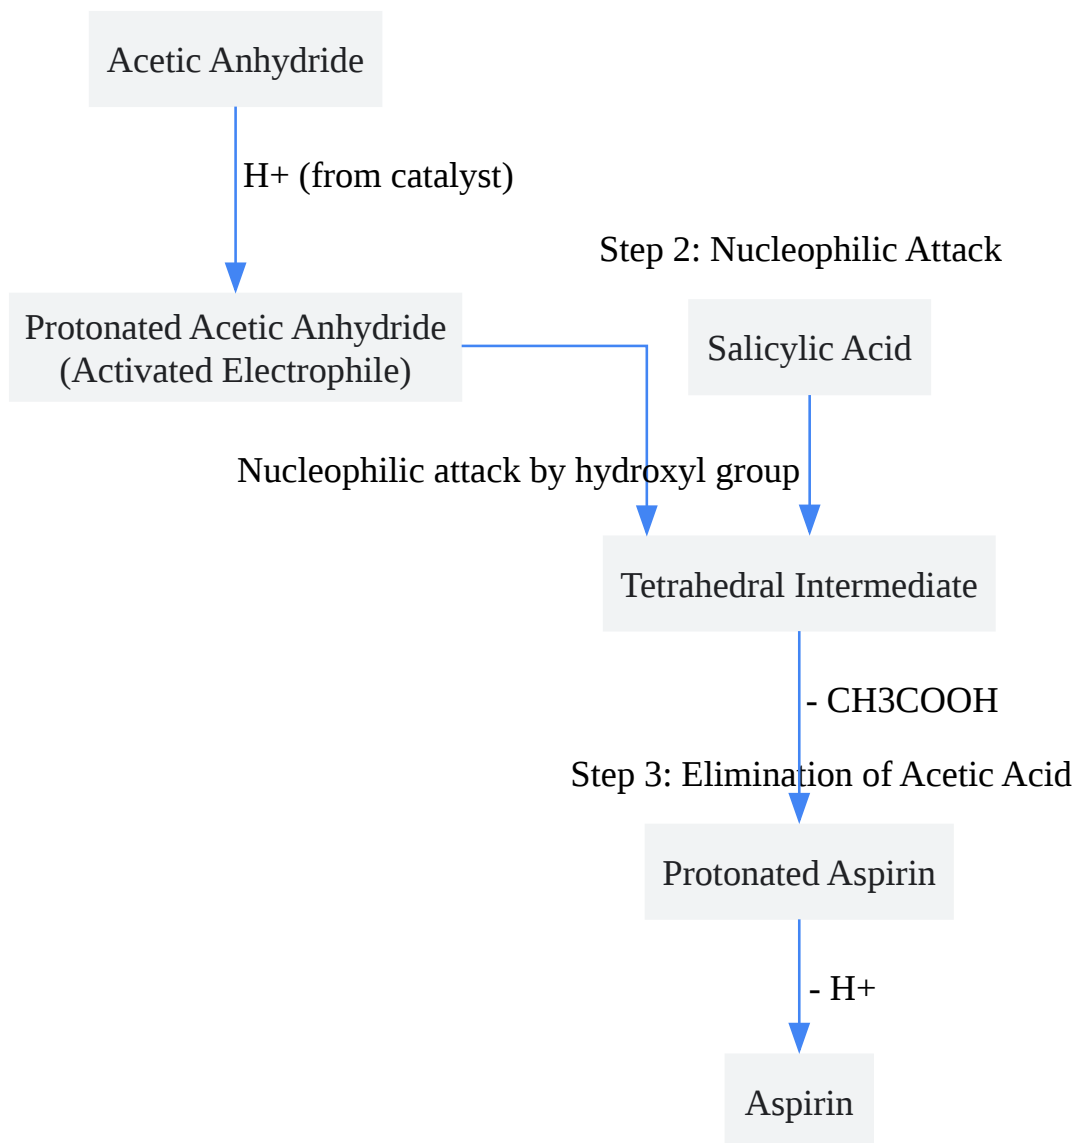 Acetic Anhydride
H+ (from catalyst)
Step 2: Nucleophilic Attack
Protonated Acetic Anhydride
(Activated Electrophile)
Salicylic Acid
Nucleophilic attack by hydroxyl group
Tetrahedral Intermediate
- CH3COOH
Step 3: Elimination of Acetic Acid
Protonated Aspirin
- H+
Aspirin